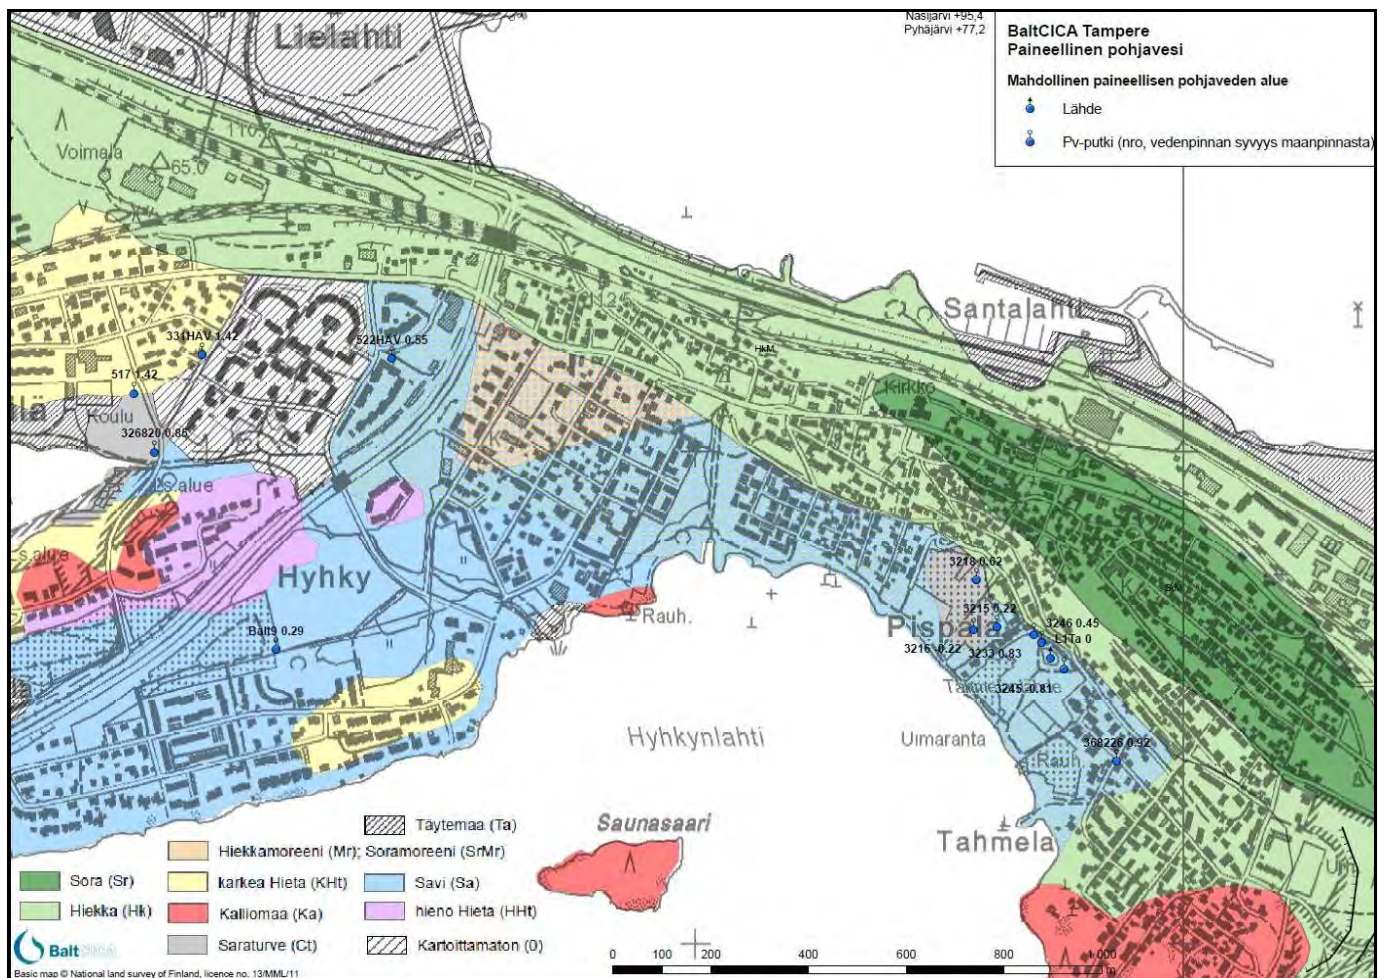 Näsijärvi +95,4
Pyhäjärvi +77,2
BaltCICA Tampere
Paineellinen pohjavesi
Mahdollinen paineellisen pohjaveden alue
Lähde
Pv-putki (nro, vedenpinnan syvyys maanpinnasta)
Lielahti
Voimala
65.0
Santalahti
331HAV 1.42
522HAV 0.55
HkM
517 1.42
Kirkko
Koulu
326820 0.85
Ls.alue
Hyhky
3218 0.62
3215 0.22
Rauh.
Pispala
3246 0.45
3216 -0.22
L1Ta 0
3233 0.83
Balt9 0.29
3245 -0.81
Hyhkynlahti
Uimaranta
368226 0.92
Rauh.
Saunasaari
Tahmela
Täytemaa (Ta)
Hiekkamoreeni (Mr); Soramoreeni (SrMr)
Sora (Sr)
karkea Hieta (KHt)
Savi (Sa)
Hiekka (Hk)
Kalliomaa (Ka)
hieno Hieta (HHt)
Saraturve (Ct)
Kartoittamaton (0)
BaltCICA
0 100 200 400 600 800 1 000
m
Basic map © National land survey of Finland, licence no. 13/MML/11